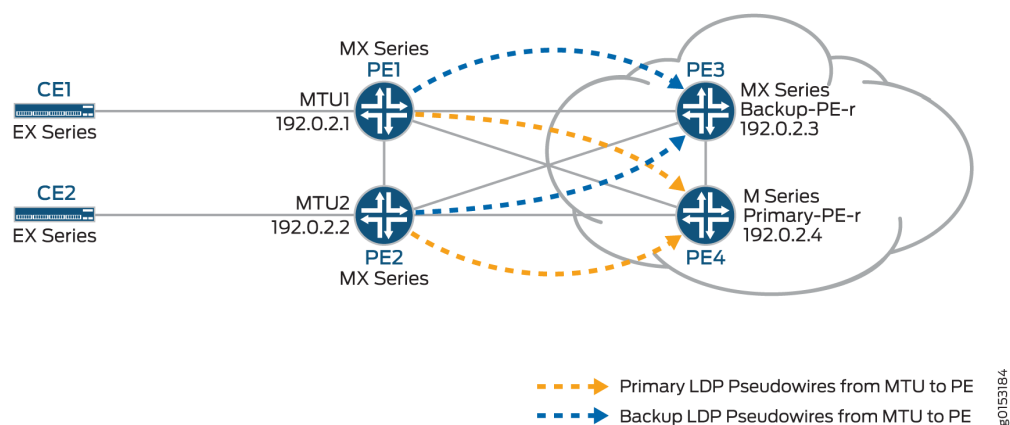 MX Series
PE1
CE1
EX Series
MTU1
192.0.2.1
PE3
MX Series
Backup-PE-r
192.0.2.3
CE2
EX Series
MTU2
192.0.2.2
PE2
MX Series
M Series
Primary-PE-r
192.0.2.4
PE4
Primary LDP Pseudowires from MTU to PE
Backup LDP Pseudowires from MTU to PE
g0153184